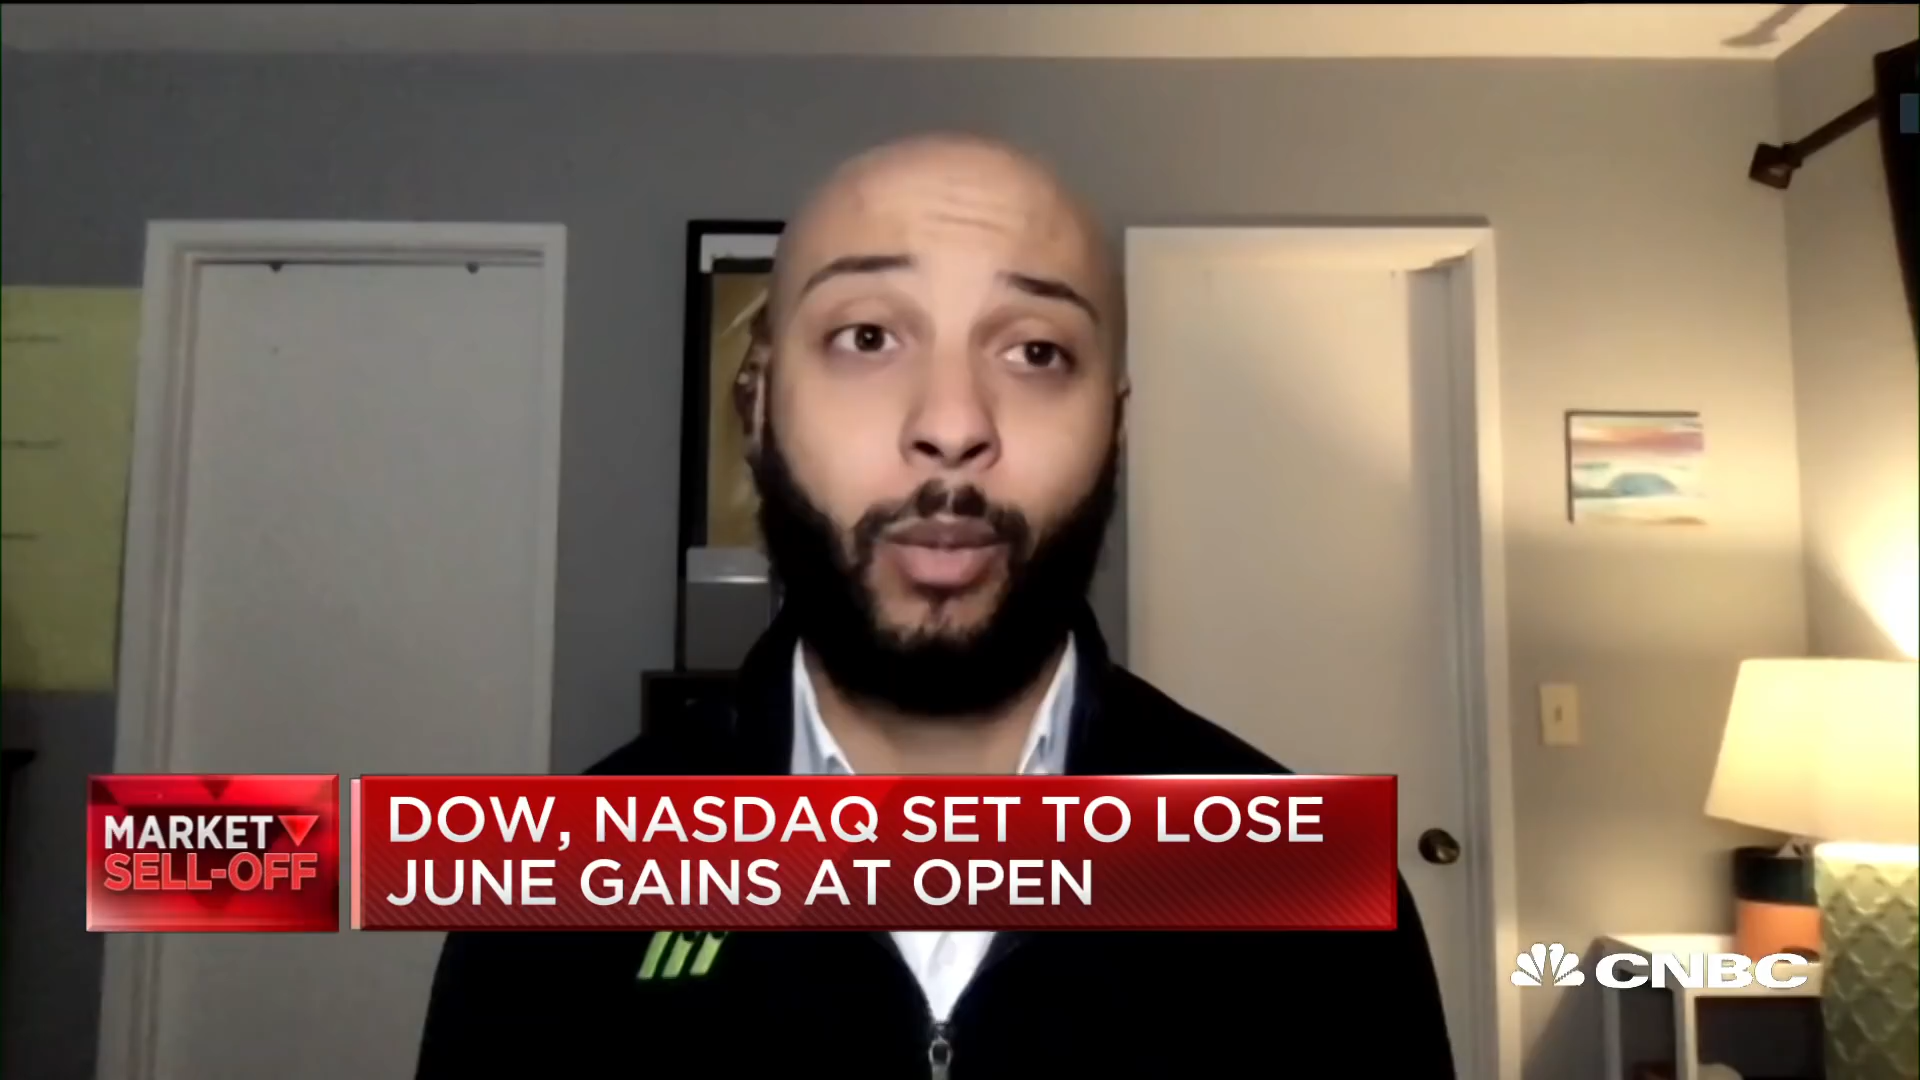 MARKET
SELL-OFF
DOW, NASDAQ SET TO LOSE
JUNE GAINS AT OPEN
CNBC